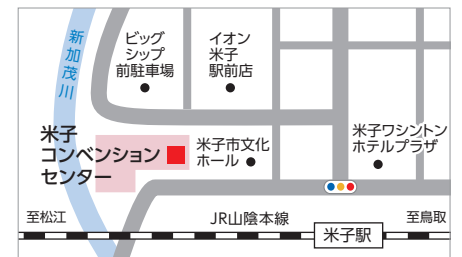 新加茂川
ビッグ
シップ
前駐車場
イオン
米子
駅前店
米子
コンベンション
センター
米子市文化
ホール
米子ワシントン
ホテルプラザ
至松江
JR山陰本線
至鳥取
米子駅